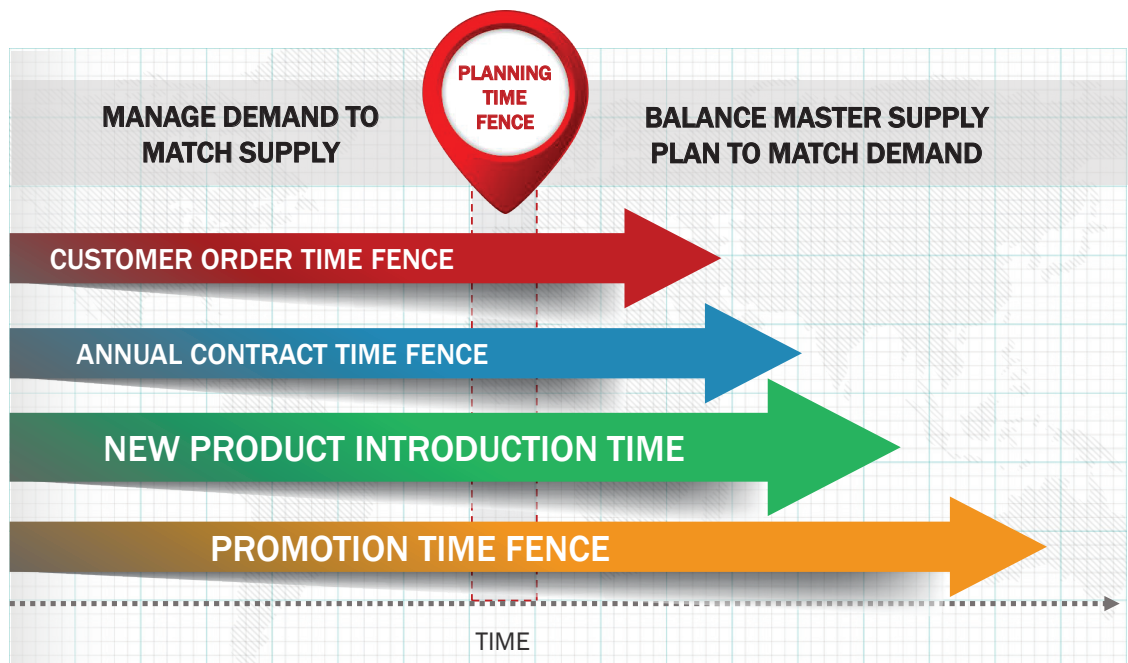 PLANNING
TIME
FENCE
MANAGE DEMAND TO
MATCH SUPPLY
BALANCE MASTER SUPPLY
PLAN TO MATCH DEMAND
CUSTOMER ORDER TIME FENCE
ANNUAL CONTRACT TIME FENCE
NEW PRODUCT INTRODUCTION TIME
PROMOTION TIME FENCE
TIME